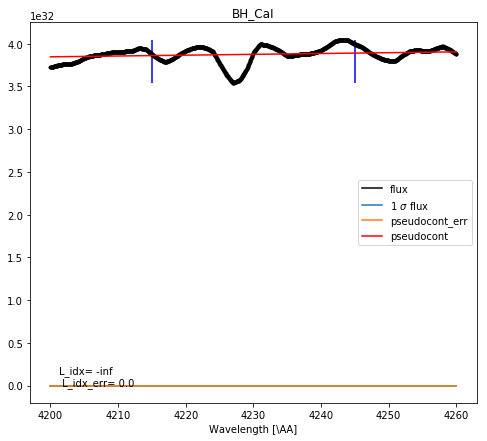 BH_Cal
1e32
4.0
3.5
3.0
2.5
2.0
1.5
1.0
0.5
0.0
flux
1 σ flux
pseudocont_err
pseudocont
L_idx= -inf
L_idx_err= 0.0
4200 4210 4220 4230 4240 4250 4260
Wavelength [\AA]